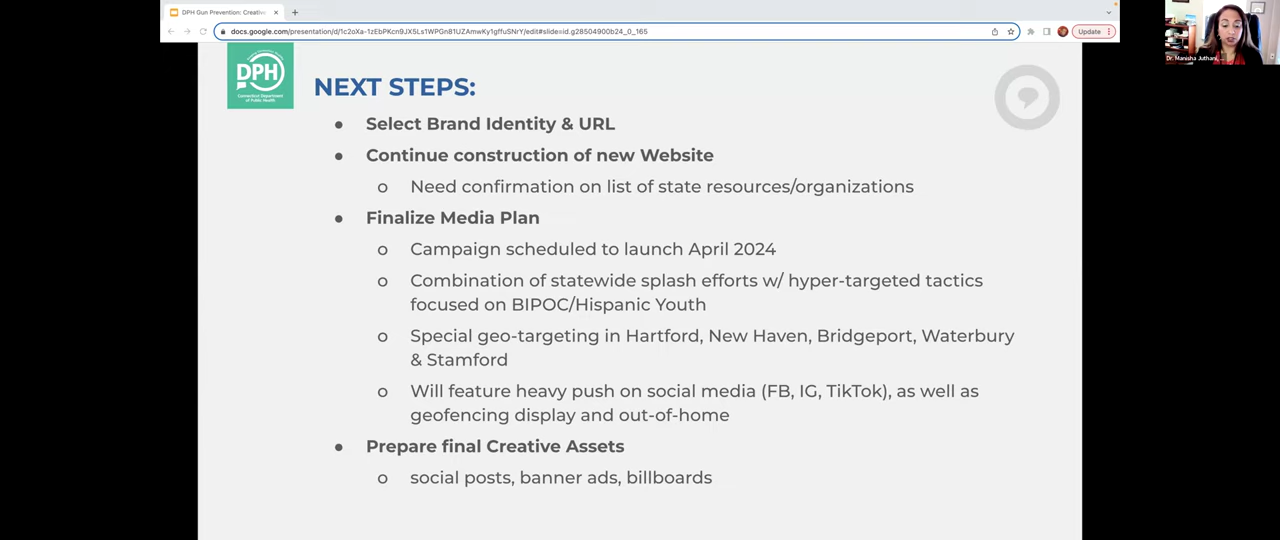 DPH Gun Prevention: Creative
docs.google.com/presentation/d/1c2oXa-1zEbPKcn9JX5Ls1WPGn81UZAmwKy1gffuSNrY/edit#slide=id.g28504900b24_0_165
Update
Dr. Manisha Juthani
DPH
Connecticut Department
of Public Health
NEXT STEPS:
● Select Brand Identity & URL
● Continue construction of new Website
o Need confirmation on list of state resources/organizations
● Finalize Media Plan
o Campaign scheduled to launch April 2024
o Combination of statewide splash efforts w/ hyper-targeted tactics
focused on BIPOC/Hispanic Youth
o Special geo-targeting in Hartford, New Haven, Bridgeport, Waterbury
& Stamford
o Will feature heavy push on social media (FB, IG, TikTok), as well as
geofencing display and out-of-home
● Prepare final Creative Assets
o social posts, banner ads, billboards